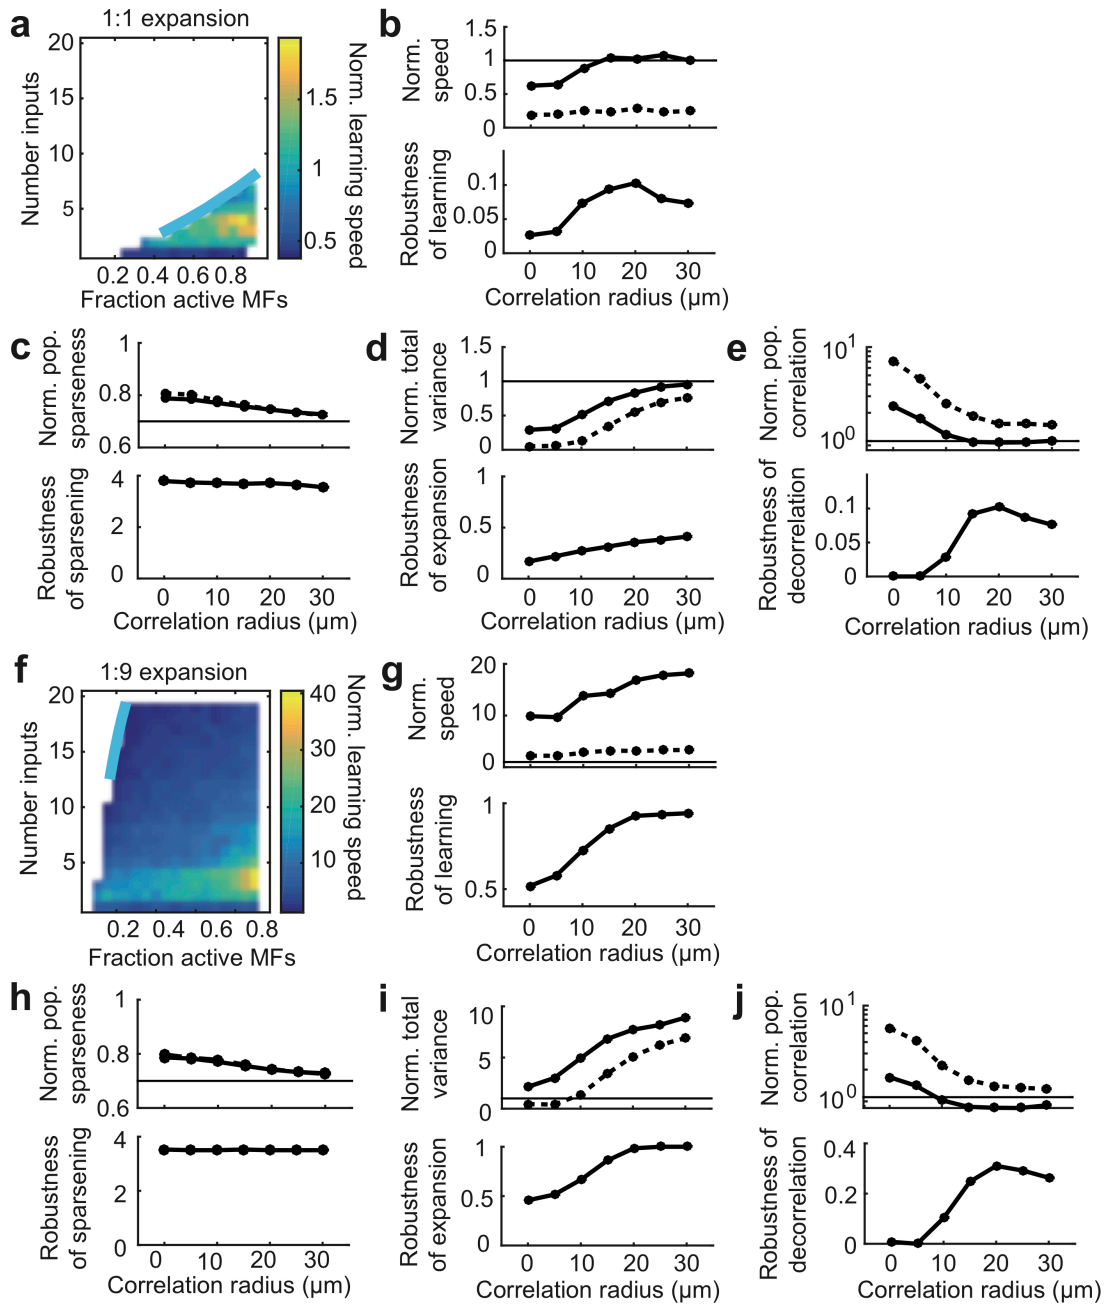 a
1:1 expansion
20
15
10
5
Number inputs
0.2 0.4 0.6 0.8
Fraction active MFs
1.5
1
0.5
Norm. learning speed
b
Norm.
speed
1.5
1
0.5
0
Robustness
of learning
0.1
0.05
0
0 10 20 30
Correlation radius (µm)
c
Norm. pop.
sparseness
1
0.8
0.6
Robustness
of sparsening
4
2
0
0 10 20 30
Correlation radius (µm)
d
Norm. total
variance
1.5
1
0.5
0
Robustness
of expansion
1
0.5
0
0 10 20 30
Correlation radius (µm)
e
Norm. pop.
correlation
10¹
10⁰
Robustness of
decorrelation
0.1
0.05
0
0 10 20 30
Correlation radius (µm)
f
1:9 expansion
20
15
10
5
Number inputs
0.2 0.4 0.6 0.8
Fraction active MFs
40
30
20
10
Norm. learning speed
g
Norm.
speed
20
10
0
Robustness
of learning
1
0.5
0 10 20 30
Correlation radius (µm)
h
Norm. pop.
sparseness
1
0.8
0.6
Robustness
of sparsening
4
2
0
0 10 20 30
Correlation radius (µm)
i
Norm. total
variance
10
5
0
Robustness
of expansion
1
0.5
0
0 10 20 30
Correlation radius (µm)
j
Norm. pop.
correlation
10¹
10⁰
Robustness of
decorrelation
0.4
0.2
0
0 10 20 30
Correlation radius (µm)